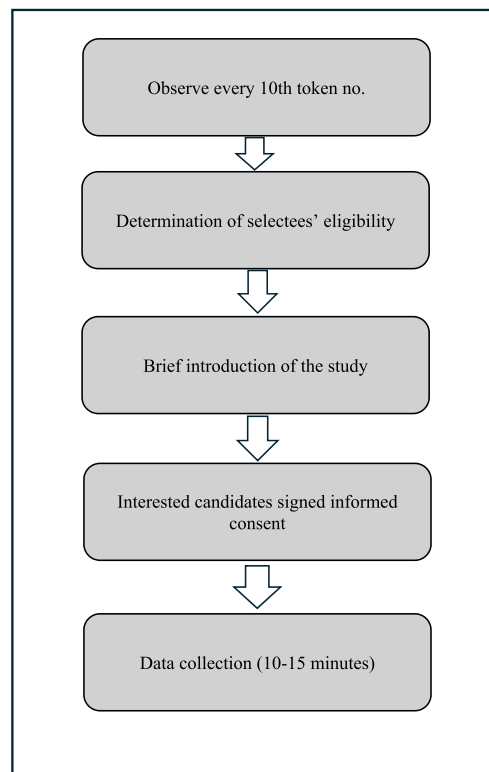 Observe every 10th token no.
Determination of selectees’ eligibility
Brief introduction of the study
Interested candidates signed informed
consent
Data collection (10-15 minutes)